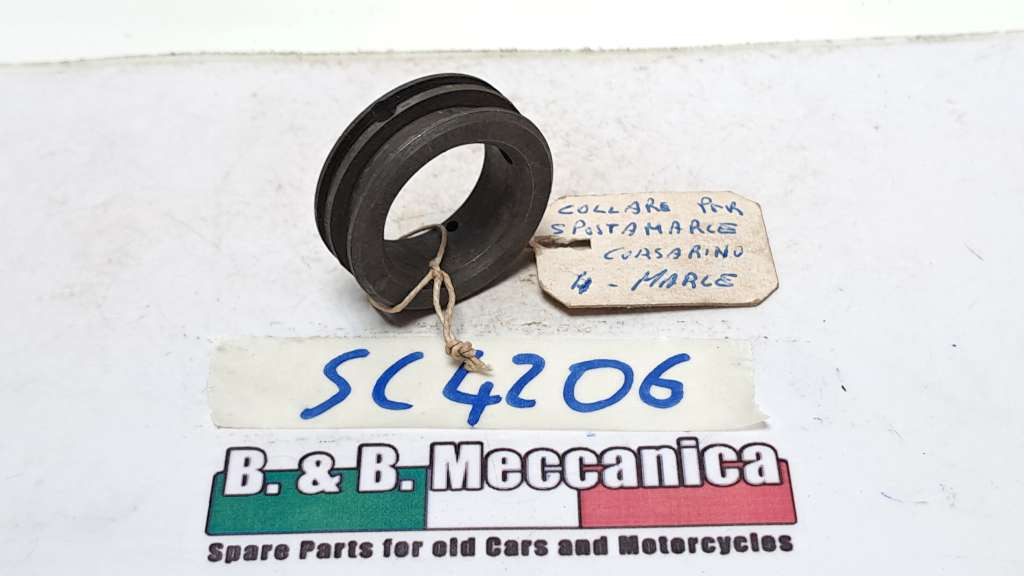 COLLARE PER
SPOSTAMARCE
CORSARINO
4 - MARCE
SC4206
B. & B. Meccanica
Spare Parts for old Cars and Motorcycles